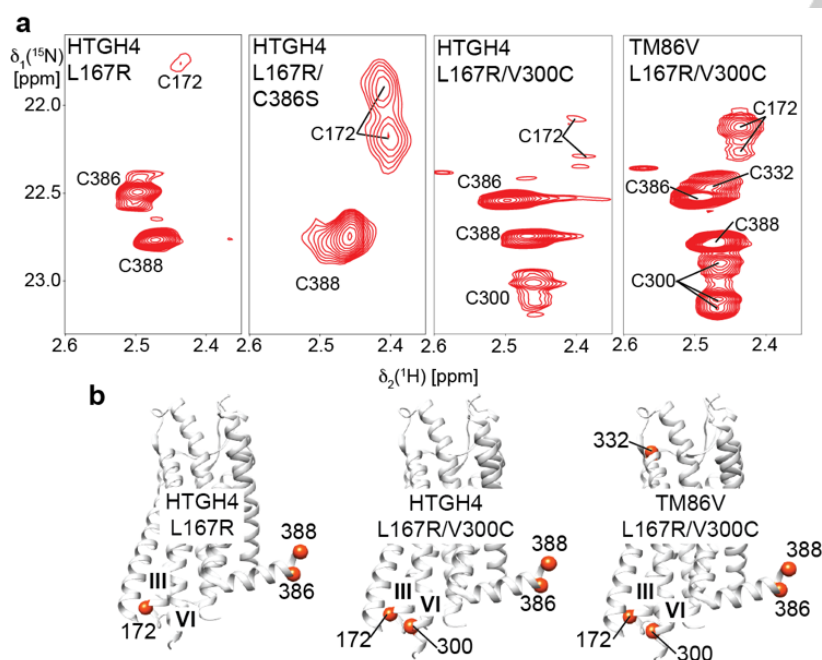 a
δ₁(¹⁵N)
[ppm]
HTGH4
L167R
C172
C386
C388
HTGH4
L167R/
C386S
C172
C388
HTGH4
L167R/V300C
C172
C386
C388
C300
TM86V
L167R/V300C
C172
C332
C386
C388
C300
22.0
22.5
23.0
2.6 2.5 2.4 2.6 2.5 2.4 2.6 2.5 2.4 2.6 2.5 2.4
δ₂(¹H) [ppm]
b
HTGH4
L167R
III
VI
172
388
386
HTGH4
L167R/V300C
III
VI
172
300
388
386
332
TM86V
L167R/V300C
III
VI
172
300
388
386